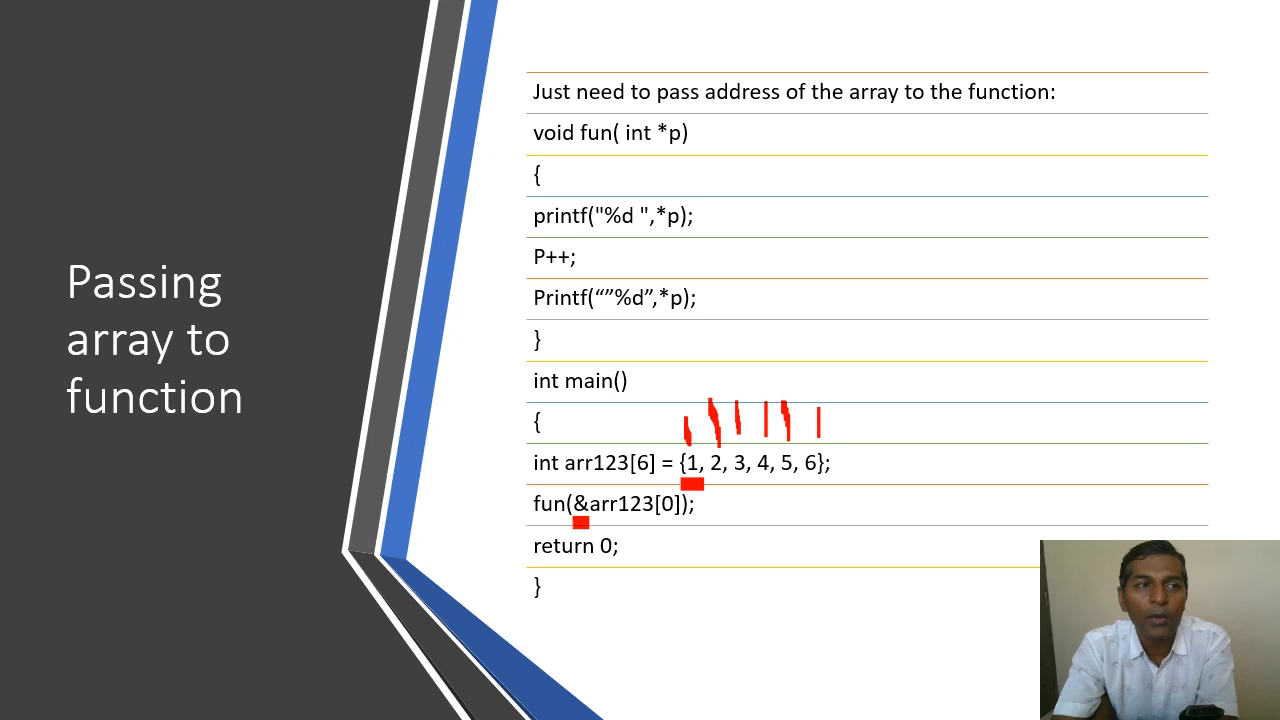 Passing
array to
function
Just need to pass address of the array to the function:
void fun( int *p)
{
printf("%d ",*p);
P++;
Printf(“”%d”,*p);
}
int main()
{
int arr123[6] = {1, 2, 3, 4, 5, 6};
fun(&arr123[0]);
return 0;
}